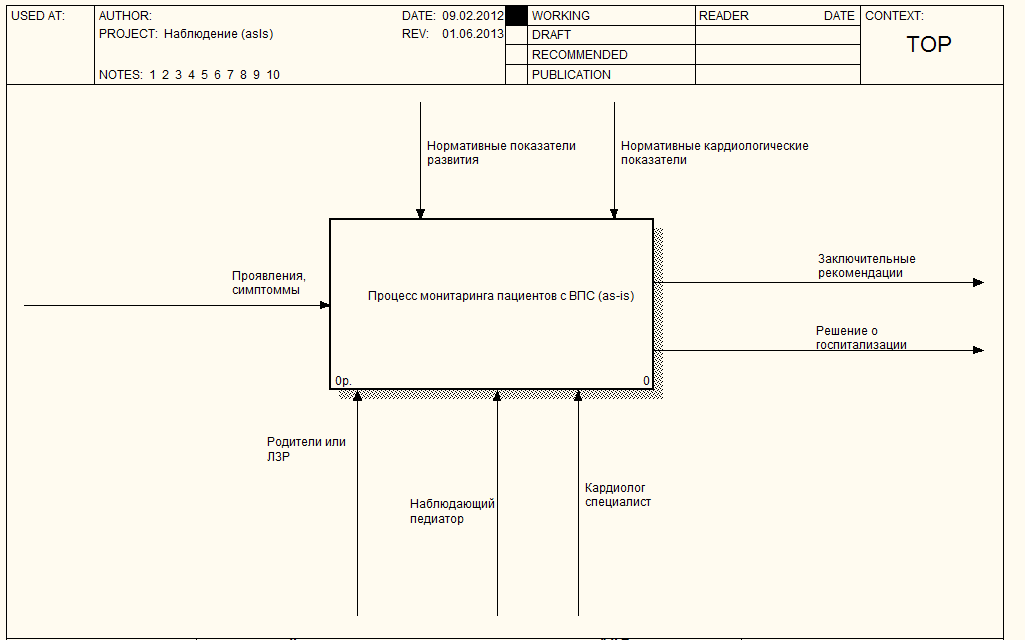 USED AT:
AUTHOR:
DATE: 09.02.2012
PROJECT: Наблюдение (asIs)
REV: 01.06.2013
NOTES: 1 2 3 4 5 6 7 8 9 10
WORKING
DRAFT
RECOMMENDED
PUBLICATION
READER DATE
CONTEXT:
TOP
Нормативные показатели
развития
Нормативные кардиологические
показатели
Проявления,
симптоммы
Процесс монитаринга пациентов с ВПС (as-is)
0р.
0
Заключительные
рекомендации
Решение о
госпитализации
Родители или
ЛЗР
Наблюдающий
педиатор
Кардиолог
специалист